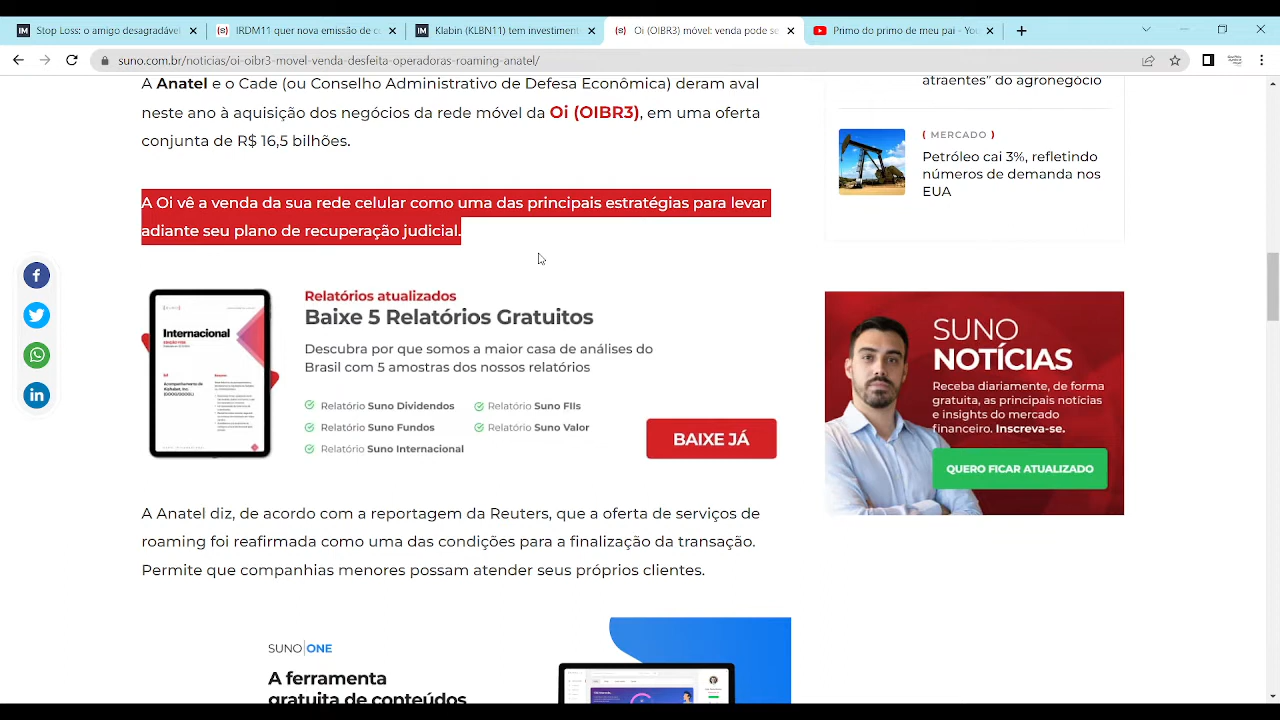 Stop Loss: o amigo desagradável
IRDM11 quer nova emissão de c
Klabin (KLBN11) tem investiment
Oi (OIBR3) móvel: venda pode se
Primo do primo de meu pai - You
suno.com.br/noticias/oi-oibr3-movel-venda-desfeita-operadoras-roaming-anatel/
A Anatel e o Cade (ou Conselho Administrativo de Defesa Econômica) deram aval
neste ano à aquisição dos negócios da rede móvel da Oi (OIBR3), em uma oferta
conjunta de R$ 16,5 bilhões.
A Oi vê a venda da sua rede celular como uma das principais estratégias para levar
adiante seu plano de recuperação judicial.
Relatórios atualizados
Baixe 5 Relatórios Gratuitos
Descubra por que somos a maior casa de análises do
Brasil com 5 amostras dos nossos relatórios
Relatório Suno Dividendos
Relatório Suno FIIs
Relatório Suno Fundos
Relatório Suno Valor
Relatório Suno Internacional
BAIXE JÁ
Internacional
A Anatel diz, de acordo com a reportagem da Reuters, que a oferta de serviços de
roaming foi reafirmada como uma das condições para a finalização da transação.
Permite que companhias menores possam atender seus próprios clientes.
SUNO ONE
A ferramenta
gratuita de conteúdos
atraentes” do agronegócio
( MERCADO )
Petróleo cai 3%, refletindo
números de demanda nos
EUA
SUNO
NOTÍCIAS
Receba diariamente, de forma
gratuita, as principais notícias
e insights do mercado
financeiro. Inscreva-se.
QUERO FICAR ATUALIZADO